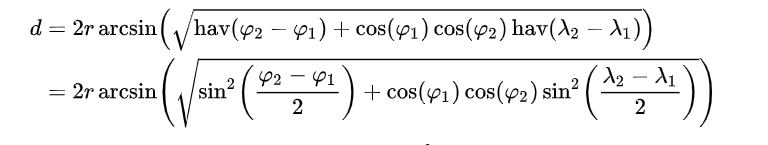 d = 2r arcsin(√(hav(φ₂ − φ₁) + cos(φ₁) cos(φ₂) hav(λ₂ − λ₁)))
= 2r arcsin(√(sin²((φ₂ − φ₁)/2) + cos(φ₁) cos(φ₂) sin²((λ₂ − λ₁)/2)))